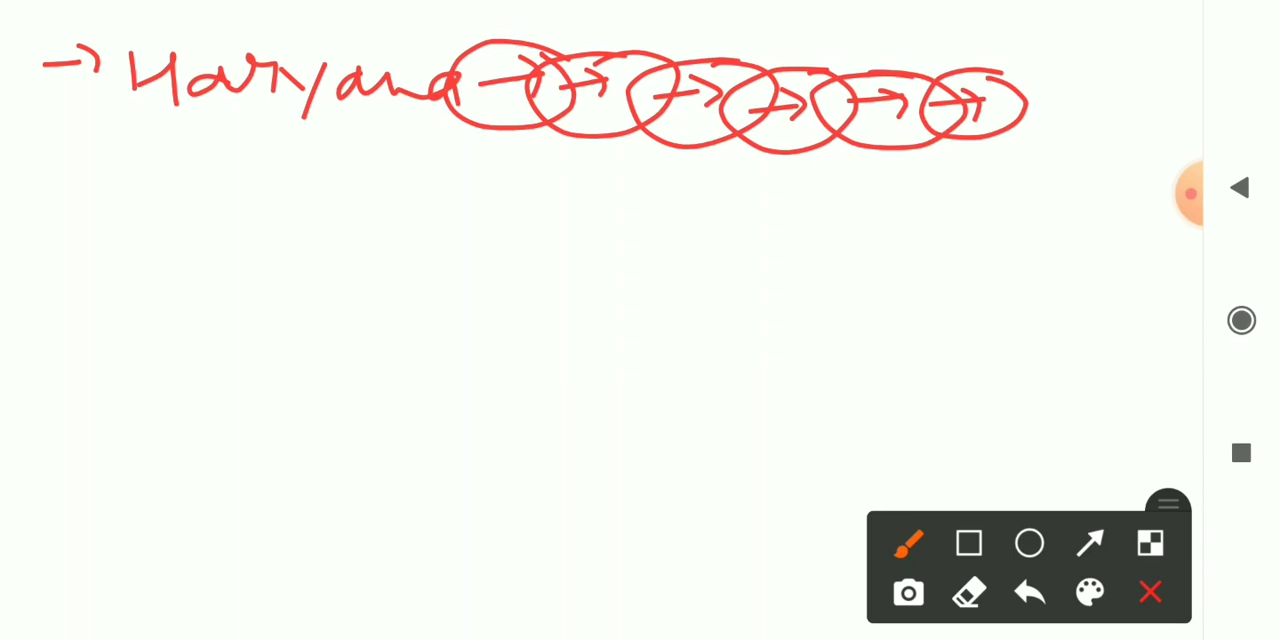 → Haryana → → → → → →